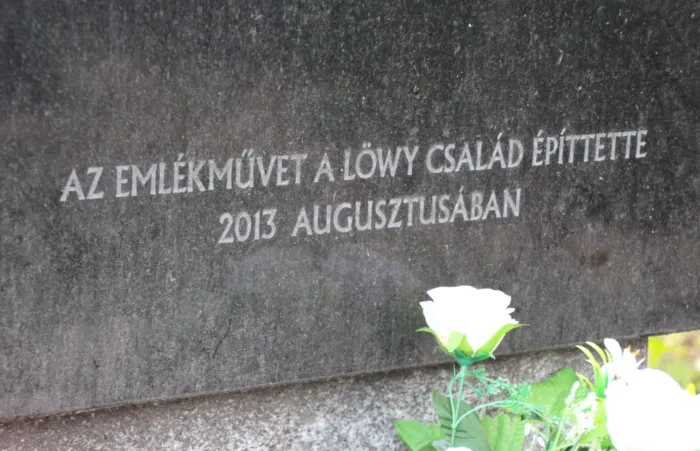 AZ EMLÉKMŰVET A LÖWY CSALÁD ÉPÍTTETTE
2013 AUGUSZTUSÁBAN